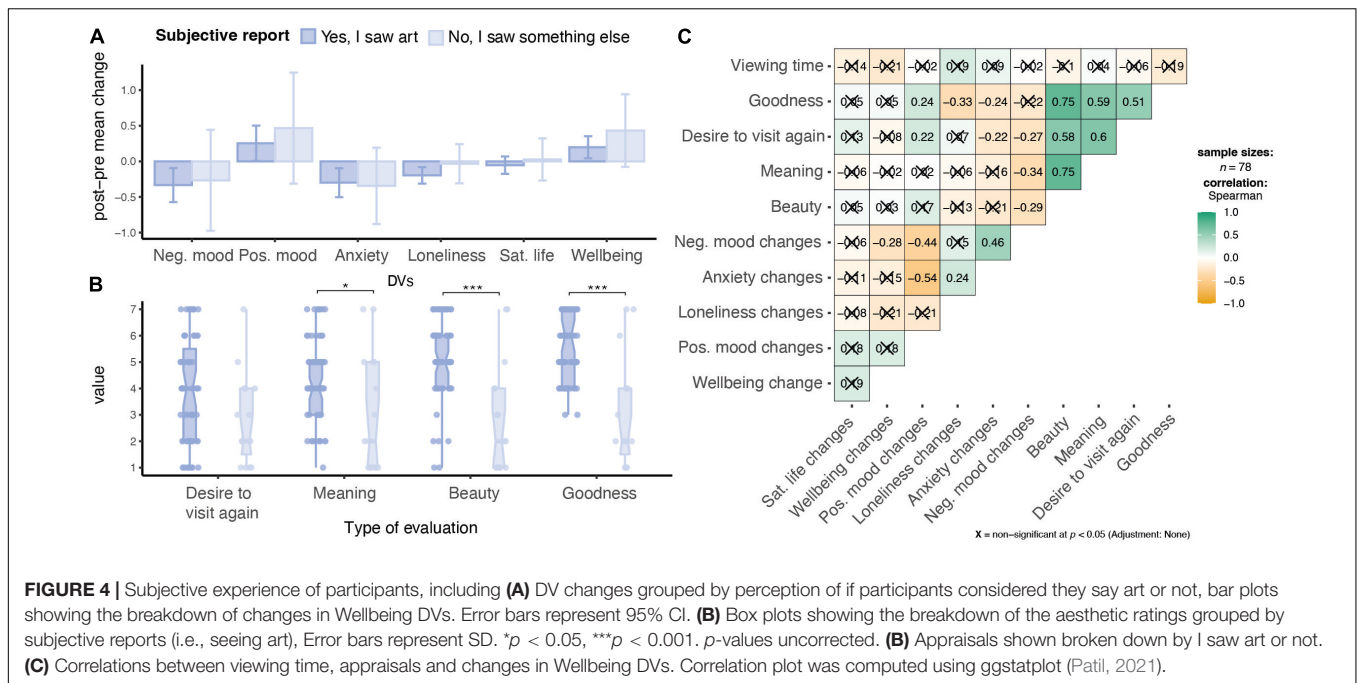 A
Subjective report Yes, I saw art No, I saw something else
post−pre mean change
1.0
0.5
0.0
−0.5
−1.0
Neg. mood Pos. mood Anxiety Loneliness Sat. life Wellbeing
DVs
B
* *** ***
value
7
6
5
4
3
2
1
Desire to visit again Meaning Beauty Goodness
Type of evaluation
C
Viewing time
Goodness 0.24 −0.33 −0.24 0.75 0.59 0.51
Desire to visit again 0.22 −0.22 −0.27 0.58 0.6
Meaning −0.34 0.75
Beauty −0.29
Neg. mood changes −0.28 −0.44 0.46
Anxiety changes −0.54 0.24
Loneliness changes
Pos. mood changes
Wellbeing change
Sat. life changes
Wellbeing changes
Pos. mood changes
Loneliness changes
Anxiety changes
Neg. mood changes
Beauty
Meaning
Desire to visit again
Goodness
sample sizes:
n = 78
correlation:
Spearman
1.0
0.5
0.0
−0.5
−1.0
X = non−significant at p < 0.05 (Adjustment: None)
FIGURE 4 | Subjective experience of participants, including (A) DV changes grouped by perception of if participants considered they say art or not, bar plots
showing the breakdown of changes in Wellbeing DVs. Error bars represent 95% CI. (B) Box plots showing the breakdown of the aesthetic ratings grouped by
subjective reports (i.e., seeing art), Error bars represent SD. *p < 0.05, ***p < 0.001. p-values uncorrected. (B) Appraisals shown broken down by I saw art or not.
(C) Correlations between viewing time, appraisals and changes in Wellbeing DVs. Correlation plot was computed using ggstatplot (Patil, 2021).